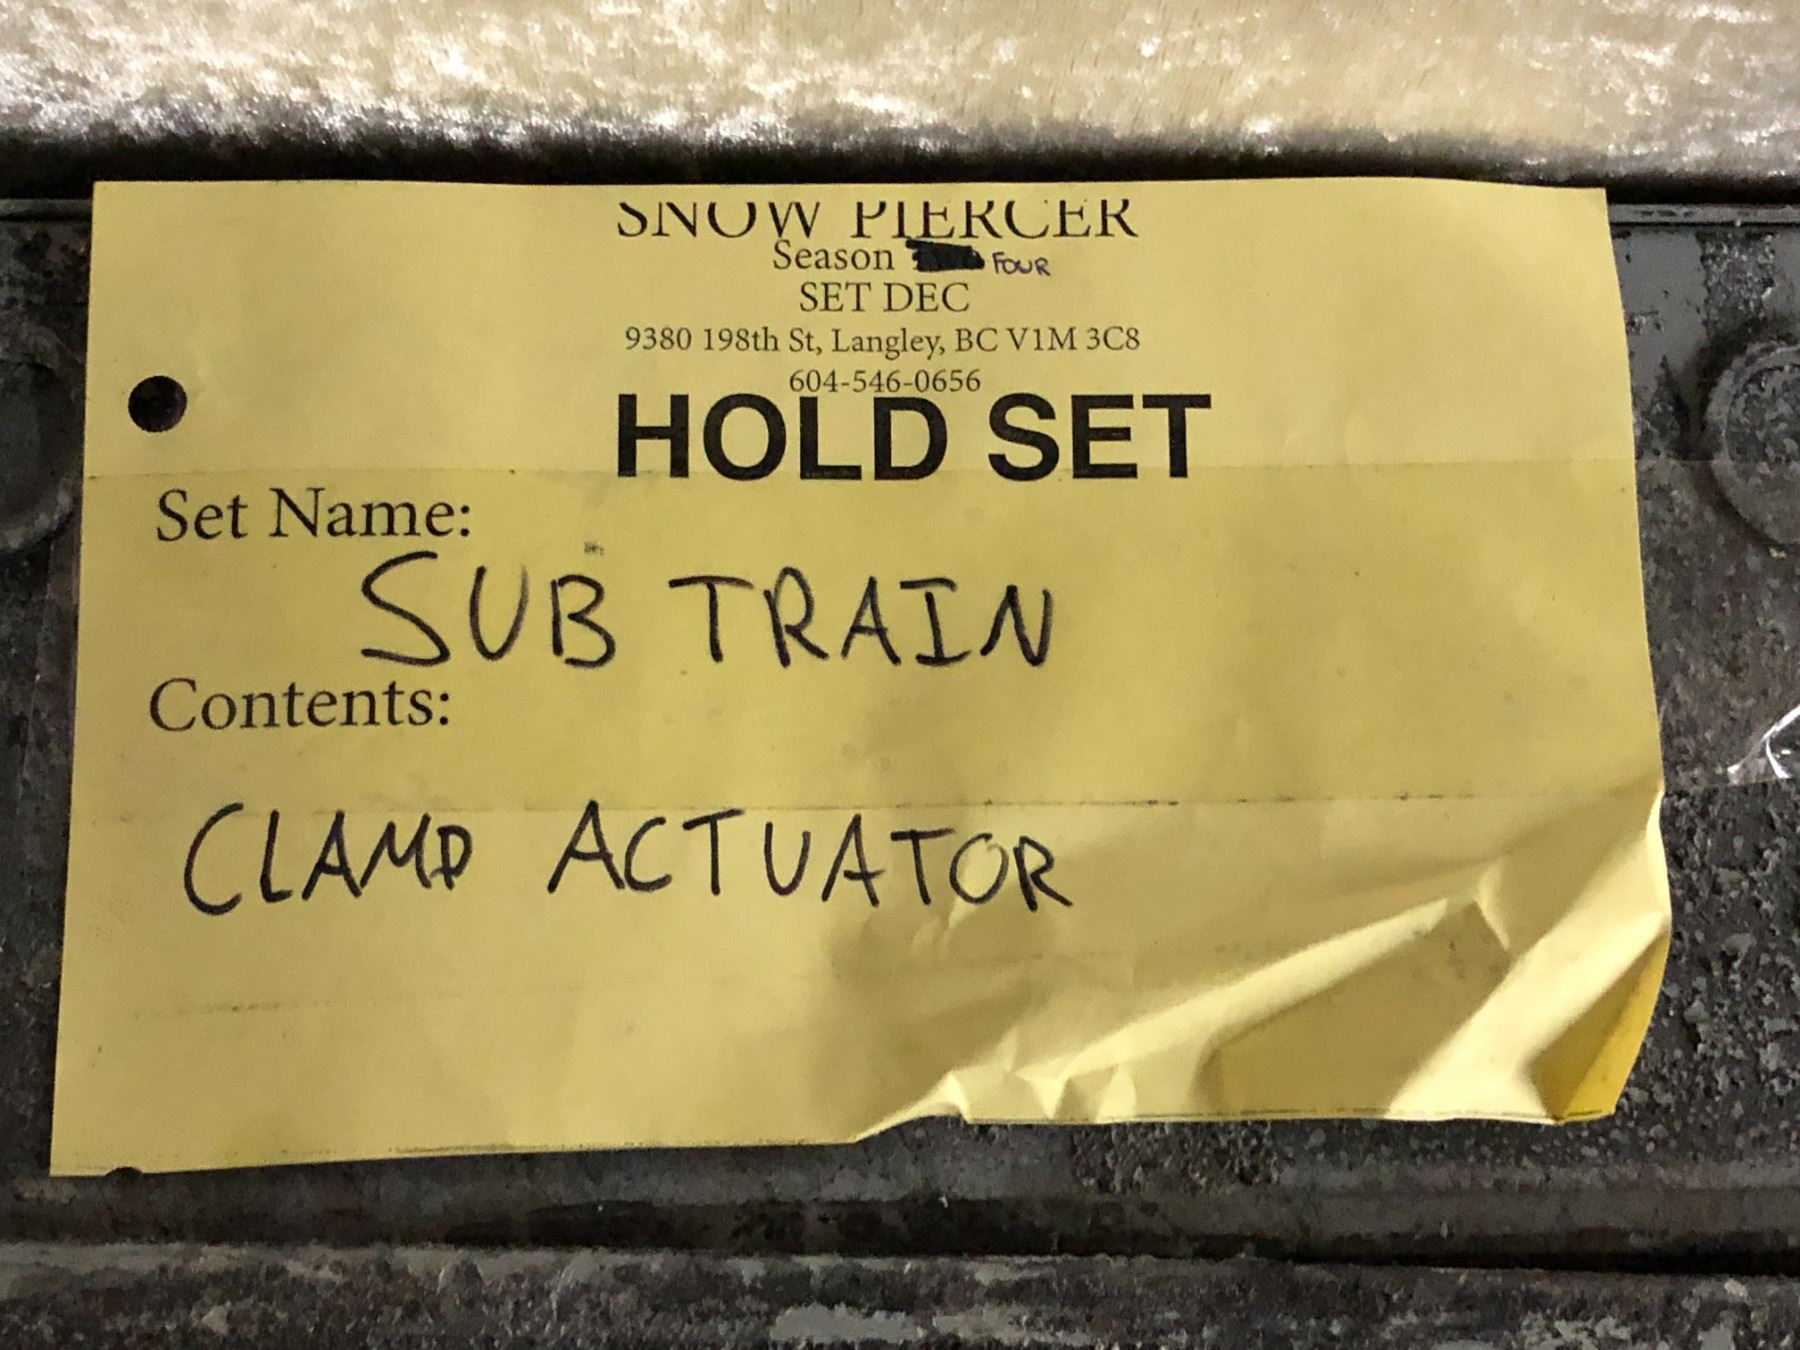 SNOW PIERCER
Season FOUR
SET DEC
9380 198th St, Langley, BC V1M 3C8
604-546-0656
HOLD SET
Set Name:
SUB TRAIN
Contents:
CLAMP ACTUATOR